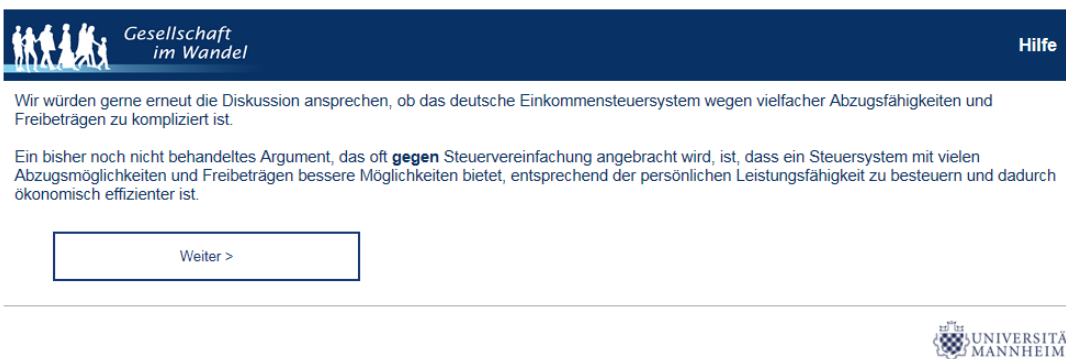 Gesellschaft
im Wandel
Hilfe
Wir würden gerne erneut die Diskussion ansprechen, ob das deutsche Einkommensteuersystem wegen vielfacher Abzugsfähigkeiten und
Freibeträgen zu kompliziert ist.
Ein bisher noch nicht behandeltes Argument, das oft gegen Steuervereinfachung angebracht wird, ist, dass ein Steuersystem mit vielen
Abzugsmöglichkeiten und Freibeträgen bessere Möglichkeiten bietet, entsprechend der persönlichen Leistungsfähigkeit zu besteuern und dadurch
ökonomisch effizienter ist.
Weiter >
UNIVERSITÄ
MANNHEIM